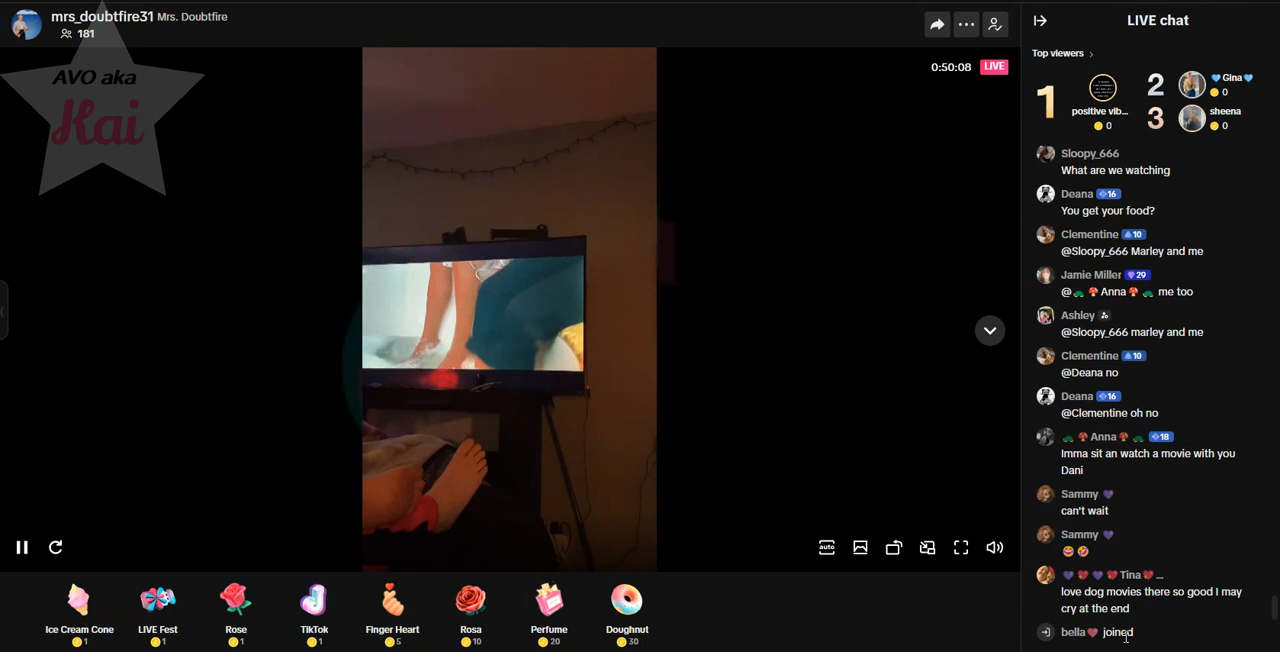 mrs_doubtfire31 Mrs. Doubtfire
181
AVO aka
Kai
0:50:08 LIVE
auto
Ice Cream Cone
1
LIVE Fest
1
Rose
1
TikTok
1
Finger Heart
5
Rosa
10
Perfume
20
Doughnut
30
LIVE chat
Top viewers
1
positive vib...
0
2
💙Gina💙
0
3
sheena
0
Sloopy_666
What are we watching
Deana 16
You get your food?
Clementine 10
@Sloopy_666 Marley and me
Jamie Miller 29
@🐢🍄Anna🍄🐢 me too
Ashley
@Sloopy_666 marley and me
Clementine 10
@Deana no
Deana 16
@Clementine oh no
🐢🍄Anna🍄🐢 18
Imma sit an watch a movie with you
Dani
Sammy 💜
can't wait
Sammy 💜
😂🤣
💜💖💜💖Tina💖...
love dog movies there so good I may
cry at the end
bella💗 joined